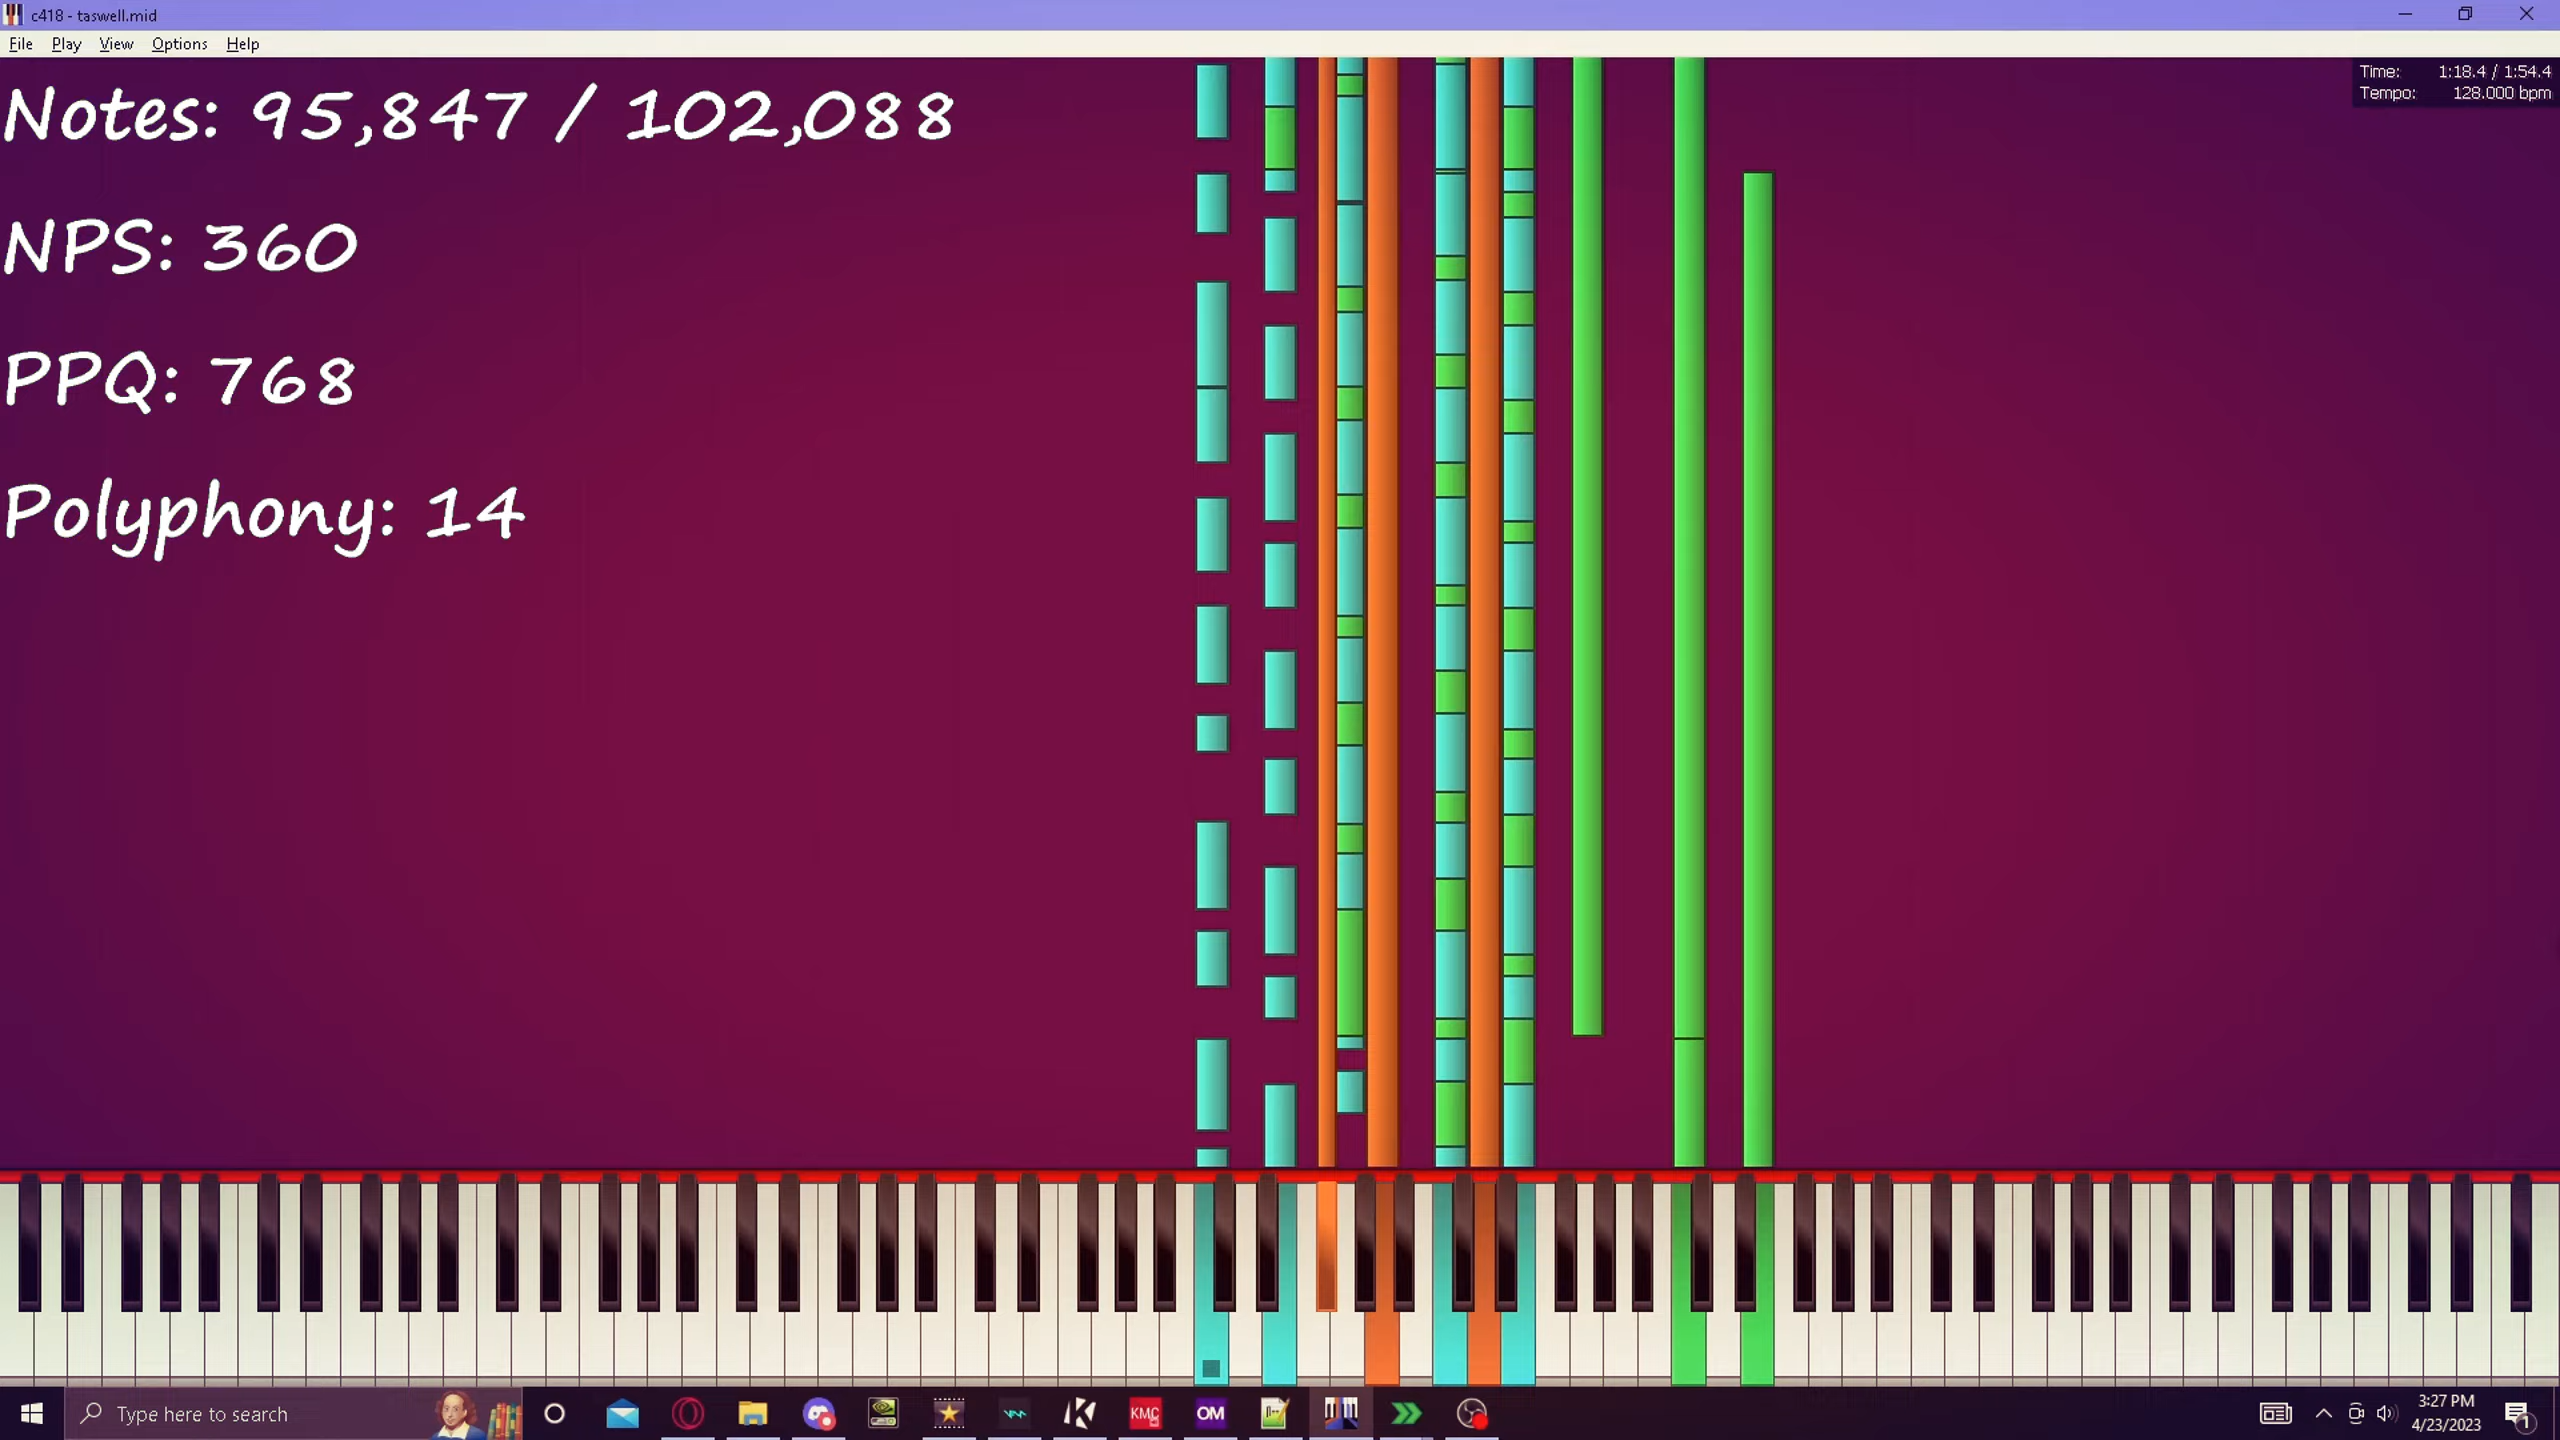 c418 - taswell.mid
File Play View Options Help
Time: 1:18.4 / 1:54.4
Tempo: 128.000 bpm
Notes: 95,847 / 102,088
NPS: 360
PPQ: 768
Polyphony: 14
Type here to search
KMC
OM
3:27 PM
4/23/2023
1